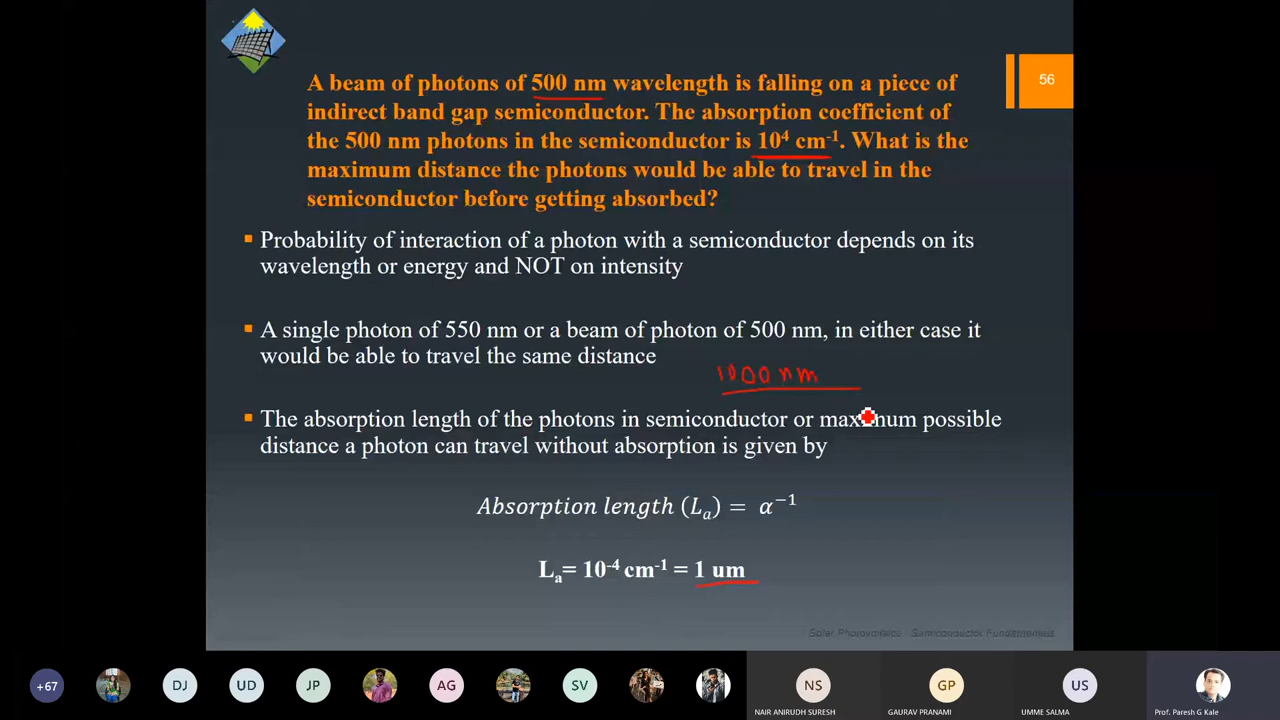 56
A beam of photons of 500 nm wavelength is falling on a piece of
indirect band gap semiconductor. The absorption coefficient of
the 500 nm photons in the semiconductor is 10⁴ cm⁻¹. What is the
maximum distance the photons would be able to travel in the
semiconductor before getting absorbed?
Probability of interaction of a photon with a semiconductor depends on its
wavelength or energy and NOT on intensity
A single photon of 550 nm or a beam of photon of 500 nm, in either case it
would be able to travel the same distance
1000 nm
The absorption length of the photons in semiconductor or maximum possible
distance a photon can travel without absorption is given by
Absorption length (Lₐ) = α⁻¹
Lₐ= 10⁻⁴ cm⁻¹ = 1 um
Solar Photovoltaics - Semiconductor Fundamentals
+67 DJ UD JP AG SV NS GP US
NAIR ANIRUDH SURESH GAURAV PRANAMI UMME SALMA Prof. Paresh G Kale